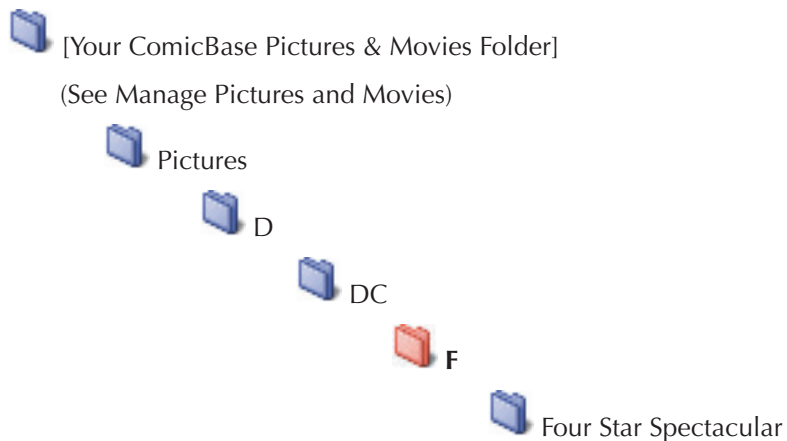 [Your ComicBase Pictures & Movies Folder]
(See Manage Pictures and Movies)
Pictures
D
DC
F
Four Star Spectacular